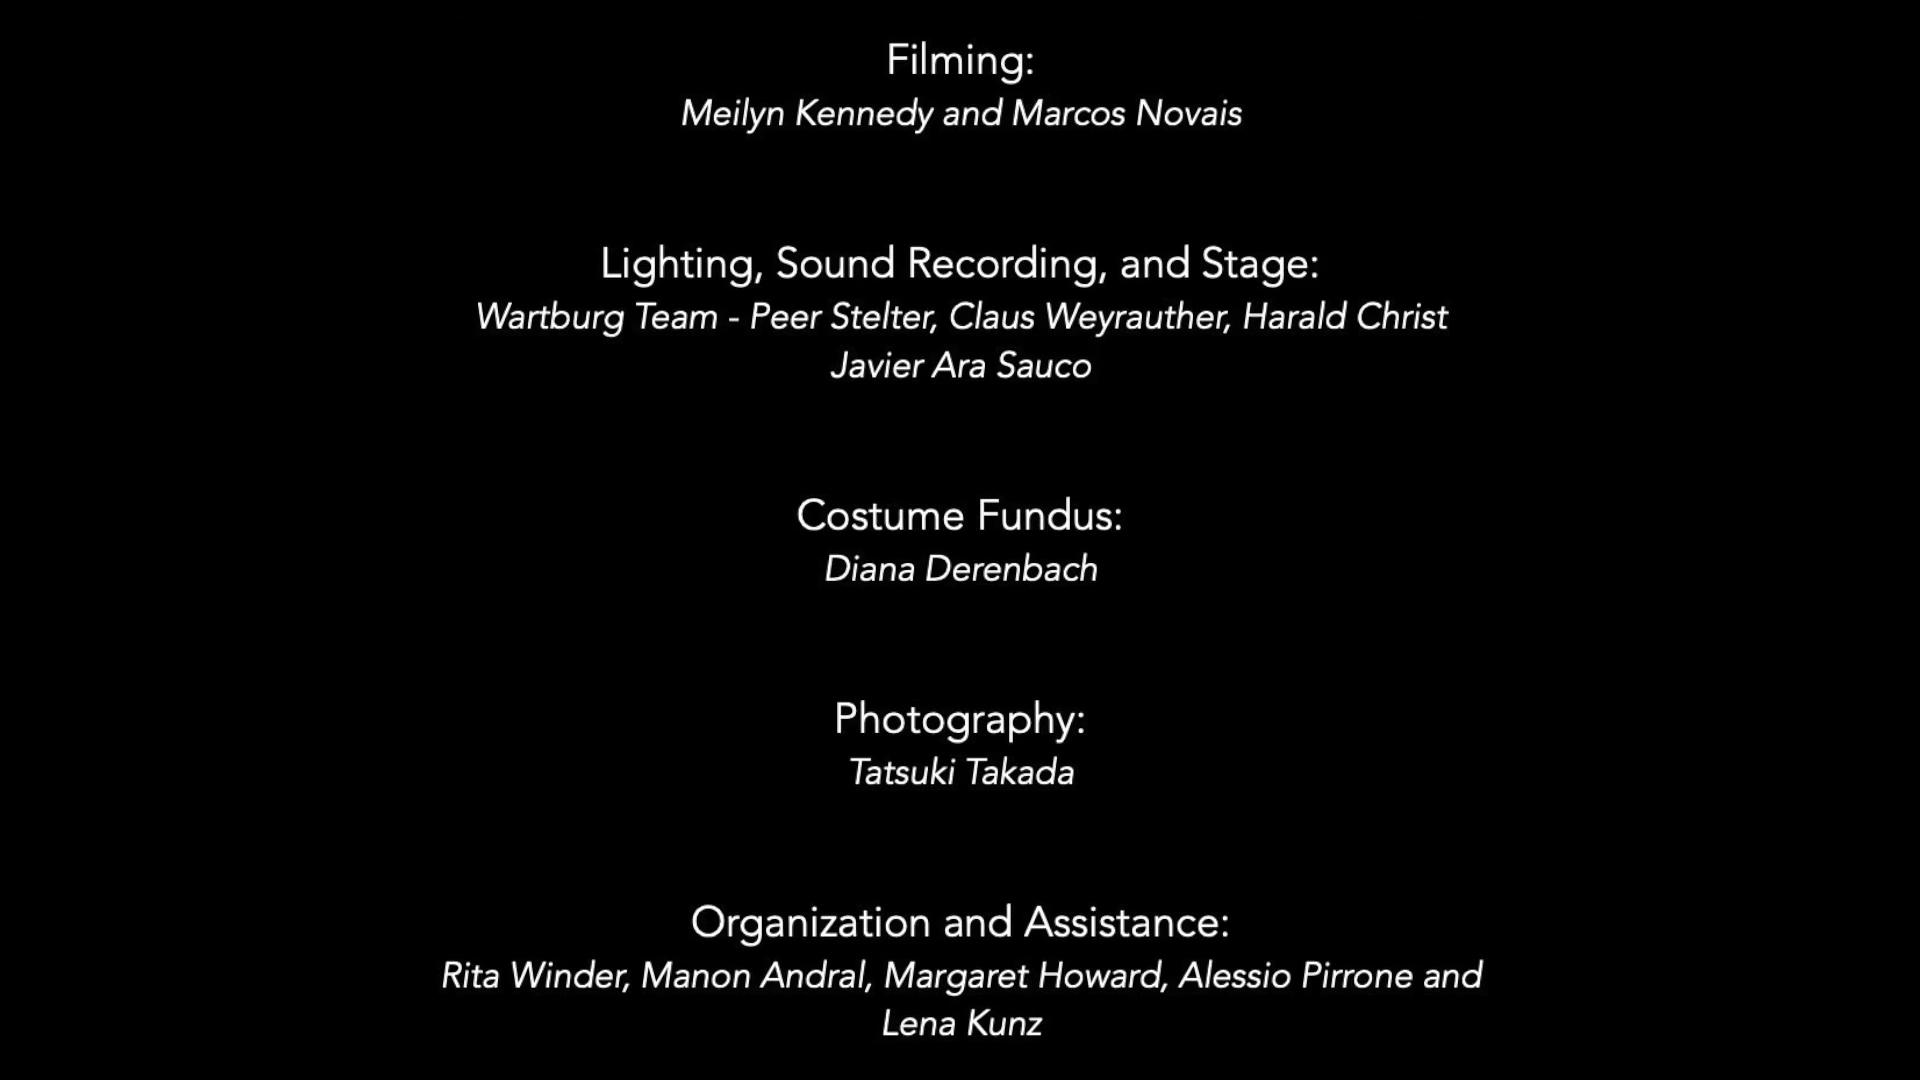 Filming:
Meilyn Kennedy and Marcos Novais
Lighting, Sound Recording, and Stage:
Wartburg Team - Peer Stelter, Claus Weyrauther, Harald Christ
Javier Ara Sauco
Costume Fundus:
Diana Derenbach
Photography:
Tatsuki Takada
Organization and Assistance:
Rita Winder, Manon Andral, Margaret Howard, Alessio Pirrone and
Lena Kunz